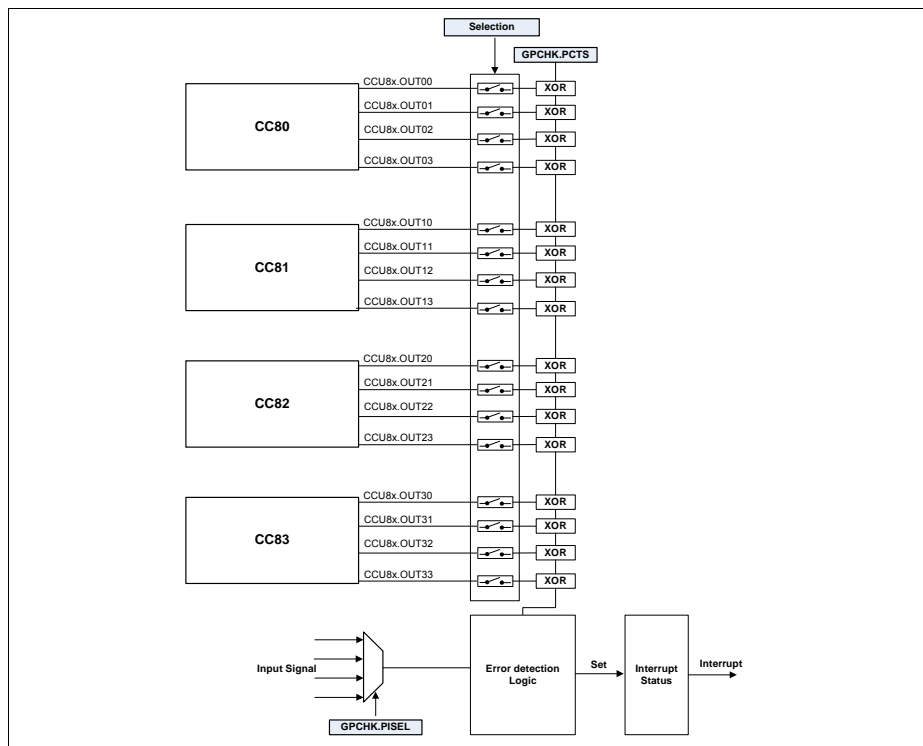 Selection
GPCHK.PCTS
CCU8x.OUT00
XOR
CCU8x.OUT01
XOR
CC80
CCU8x.OUT02
XOR
CCU8x.OUT03
XOR
CCU8x.OUT10
XOR
CCU8x.OUT11
XOR
CC81
CCU8x.OUT12
XOR
CCU8x.OUT13
XOR
CCU8x.OUT20
XOR
CCU8x.OUT21
XOR
CC82
CCU8x.OUT22
XOR
CCU8x.OUT23
XOR
CCU8x.OUT30
XOR
CCU8x.OUT31
XOR
CC83
CCU8x.OUT32
XOR
CCU8x.OUT33
XOR
Input Signal
Error detection
Logic
Set
Interrupt
Status
Interrupt
GPCHK.PISEL